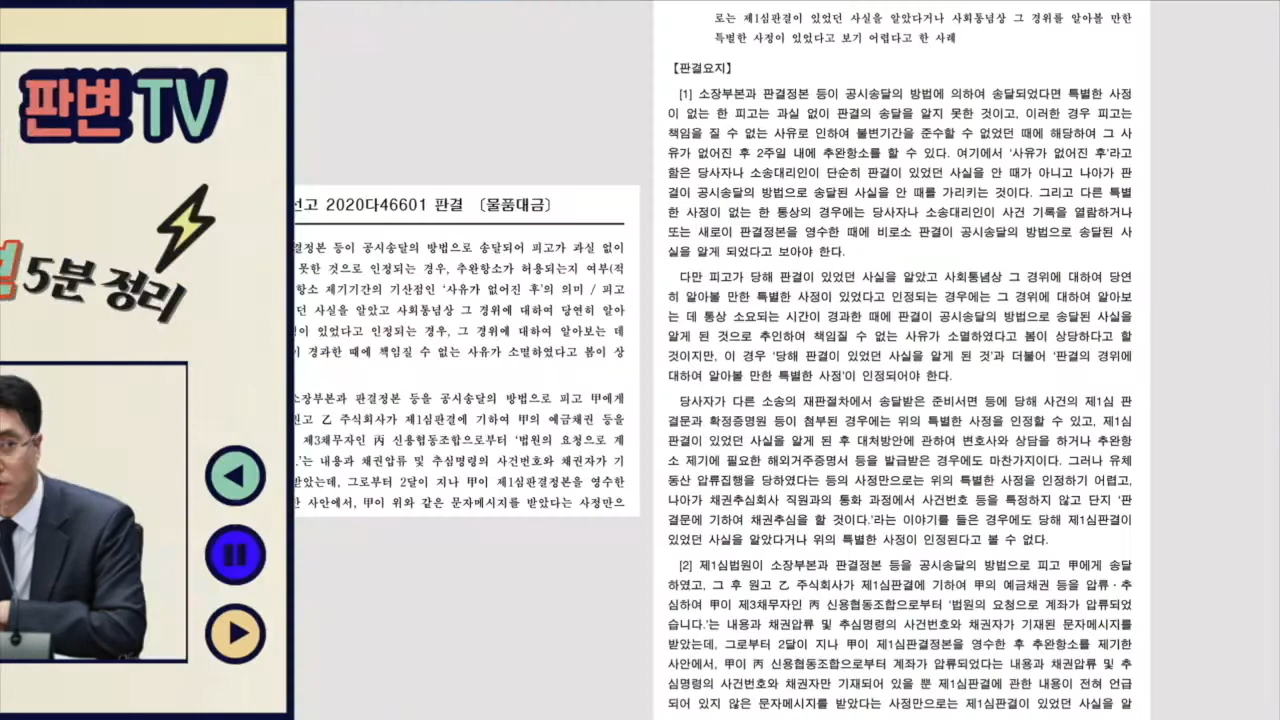 판변 TV
5분 정리
선고 2020다46601 판결 〔물품대금〕
결정본 등이 공시송달의 방법으로 송달되어 피고가 과실 없이
못한 것으로 인정되는 경우, 추완항소가 허용되는지 여부(적
항소 제기기간의 기산점인 ‘사유가 없어진 후’의 의미 / 피고
던 사실을 알았고 사회통념상 그 경위에 대하여 당연히 알아
이 있었다고 인정되는 경우, 그 경위에 대하여 알아보는 데
경과한 때에 책임질 수 없는 사유가 소멸하였다고 봄이 상
소장부본과 판결정본 등을 공시송달의 방법으로 피고 甲에게
원고 乙 주식회사가 제1심판결에 기하여 甲의 예금채권 등을
제3채무자인 丙 신용협동조합으로부터 ‘법원의 요청으로 계
.’는 내용과 채권압류 및 추심명령의 사건번호와 채권자가 기
받았는데, 그로부터 2달이 지나 甲이 제1심판결정본을 영수한
한 사안에서, 甲이 위와 같은 문자메시지를 받았다는 사정만으
로는 제1심판결이 있었던 사실을 알았다거나 사회통념상 그 경위를 알아볼 만한
특별한 사정이 있었다고 보기 어렵다고 한 사례
【판결요지】
[1] 소장부본과 판결정본 등이 공시송달의 방법에 의하여 송달되었다면 특별한 사정
이 없는 한 피고는 과실 없이 판결의 송달을 알지 못한 것이고, 이러한 경우 피고는
책임을 질 수 없는 사유로 인하여 불변기간을 준수할 수 없었던 때에 해당하여 그 사
유가 없어진 후 2주일 내에 추완항소를 할 수 있다. 여기에서 ‘사유가 없어진 후’라고
함은 당사자나 소송대리인이 단순히 판결이 있었던 사실을 안 때가 아니고 나아가 판
결이 공시송달의 방법으로 송달된 사실을 안 때를 가리키는 것이다. 그리고 다른 특별
한 사정이 없는 한 통상의 경우에는 당사자나 소송대리인이 사건 기록을 열람하거나
또는 새로이 판결정본을 영수한 때에 비로소 판결이 공시송달의 방법으로 송달된 사
실을 알게 되었다고 보아야 한다.
다만 피고가 당해 판결이 있었던 사실을 알았고 사회통념상 그 경위에 대하여 당연
히 알아볼 만한 특별한 사정이 있었다고 인정되는 경우에는 그 경위에 대하여 알아보
는 데 통상 소요되는 시간이 경과한 때에 판결이 공시송달의 방법으로 송달된 사실을
알게 된 것으로 추인하여 책임질 수 없는 사유가 소멸하였다고 봄이 상당하다고 할
것이지만, 이 경우 ‘당해 판결이 있었던 사실을 알게 된 것’과 더불어 ‘판결의 경위에
대하여 알아볼 만한 특별한 사정’이 인정되어야 한다.
당사자가 다른 소송의 재판절차에서 송달받은 준비서면 등에 당해 사건의 제1심 판
결문과 확정증명원 등이 첨부된 경우에는 위의 특별한 사정을 인정할 수 있고, 제1심
판결이 있었던 사실을 알게 된 후 대처방안에 관하여 변호사와 상담을 하거나 추완항
소 제기에 필요한 해외거주증명서 등을 발급받은 경우에도 마찬가지이다. 그러나 유체
동산 압류집행을 당하였다는 등의 사정만으로는 위의 특별한 사정을 인정하기 어렵고,
나아가 채권추심회사 직원과의 통화 과정에서 사건번호 등을 특정하지 않고 단지 ‘판
결문에 기하여 채권추심을 할 것이다.’라는 이야기를 들은 경우에도 당해 제1심판결이
있었던 사실을 알았다거나 위의 특별한 사정이 인정된다고 볼 수 없다.
[2] 제1심법원이 소장부본과 판결정본 등을 공시송달의 방법으로 피고 甲에게 송달
하였고, 그 후 원고 乙 주식회사가 제1심판결에 기하여 甲의 예금채권 등을 압류·추
심하여 甲이 제3채무자인 丙 신용협동조합으로부터 ‘법원의 요청으로 계좌가 압류되었
습니다.’는 내용과 채권압류 및 추심명령의 사건번호와 채권자가 기재된 문자메시지를
받았는데, 그로부터 2달이 지나 甲이 제1심판결정본을 영수한 후 추완항소를 제기한
사안에서, 甲이 丙 신용협동조합으로부터 계좌가 압류되었다는 내용과 채권압류 및 추
심명령의 사건번호와 채권자만 기재되어 있을 뿐 제1심판결에 관한 내용이 전혀 언급
되어 있지 않은 문자메시지를 받았다는 사정만으로는 제1심판결이 있었던 사실을 알